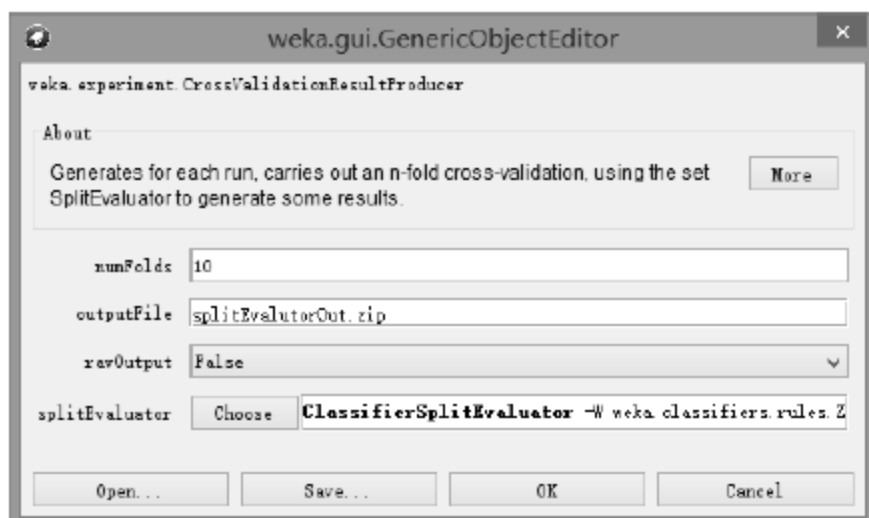 weka.gui.GenericObjectEditor
weka.experiment.CrossValidationResultProducer
About
Generates for each run, carries out an n-fold cross-validation, using the set
SplitEvaluator to generate some results.
More
numFolds 10
outputFile splitEvalutorOut.zip
rawOutput False
splitEvaluator Choose ClassifierSplitEvaluator -W weka.classifiers.rules.Z
Open... Save... OK Cancel